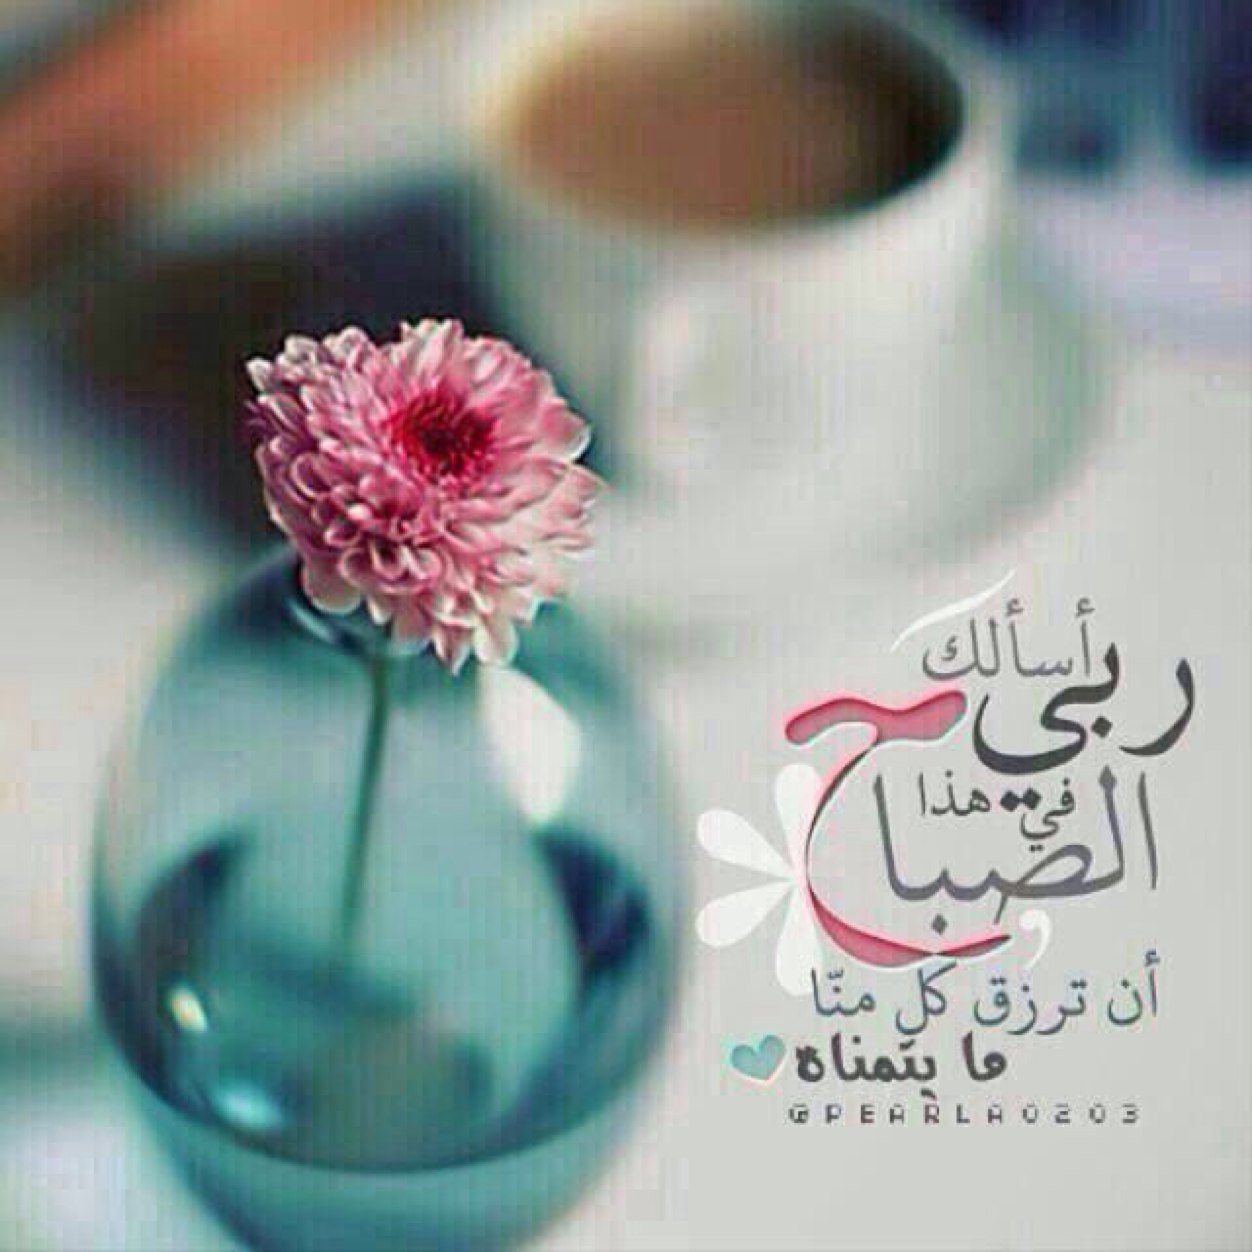 ربي أسألك
في هذا
الصباح
أن ترزق كل منّا
ما يتمناه
@PEARLA0203